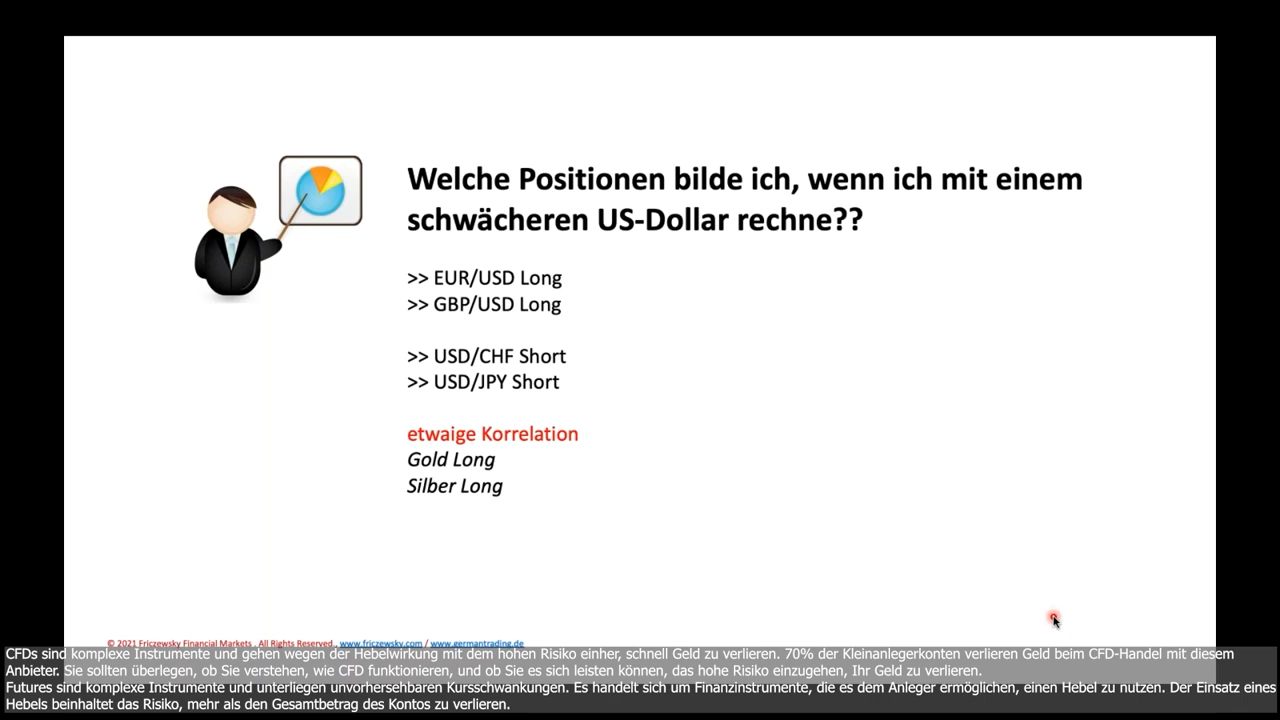 Welche Positionen bilde ich, wenn ich mit einem
schwächeren US-Dollar rechne??
>> EUR/USD Long
>> GBP/USD Long
>> USD/CHF Short
>> USD/JPY Short
etwaige Korrelation
Gold Long
Silber Long
© 2021 Friczewsky Financial Markets . All Rights Reserved . www.friczewsky.com / www.germantrading.de
CFDs sind komplexe Instrumente und gehen wegen der Hebelwirkung mit dem hohen Risiko einher, schnell Geld zu verlieren. 70% der Kleinanlegerkonten verlieren Geld beim CFD-Handel mit diesem
Anbieter. Sie sollten überlegen, ob Sie verstehen, wie CFD funktionieren, und ob Sie es sich leisten können, das hohe Risiko einzugehen, Ihr Geld zu verlieren.
Futures sind komplexe Instrumente und unterliegen unvorhersehbaren Kursschwankungen. Es handelt sich um Finanzinstrumente, die es dem Anleger ermöglichen, einen Hebel zu nutzen. Der Einsatz eines
Hebels beinhaltet das Risiko, mehr als den Gesamtbetrag des Kontos zu verlieren.